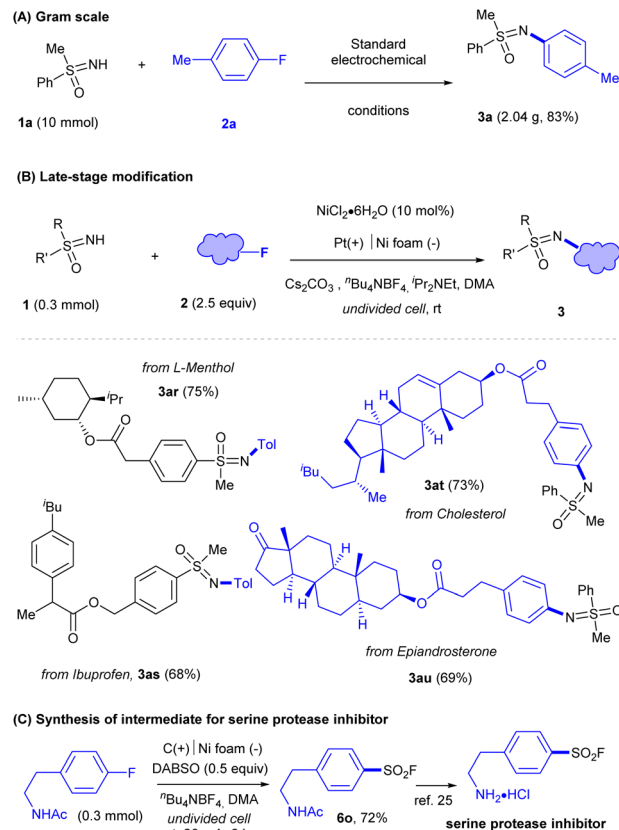 (A) Gram scale
Me
S
NH
Ph
O
1a (10 mmol)
+
Me
F
2a
Standard
electrochemical
conditions
Me
S
N
Ph
O
Me
3a (2.04 g, 83%)
(B) Late-stage modification
R
S
NH
R'
O
1 (0.3 mmol)
+
F
2 (2.5 equiv)
NiCl2•6H2O (10 mol%)
Pt(+) | Ni foam (-)
Cs2CO3 , nBu4NBF4, iPr2NEt, DMA
undivided cell, rt
R
S
N
R'
O
3
from L-Menthol
3ar (75%)
Me
iPr
O
O
O
S
N
Tol
Me
O
O
H
H
H
iBu
Me
3at (73%)
from Cholesterol
N
Ph
S
O
Me
iBu
Me
O
O
O
Me
S
N
Tol
from Ibuprofen, 3as (68%)
O
H
H
H
H
O
O
Ph
N
S
O
Me
from Epiandrosterone
3au (69%)
(C) Synthesis of intermediate for serine protease inhibitor
F
NHAc
(0.3 mmol)
C(+) | Ni foam (-)
DABSO (0.5 equiv)
nBu4NBF4, DMA
undivided cell
SO2F
NHAc
6o, 72%
ref. 25
SO2F
NH2•HCl
serine protease inhibitor